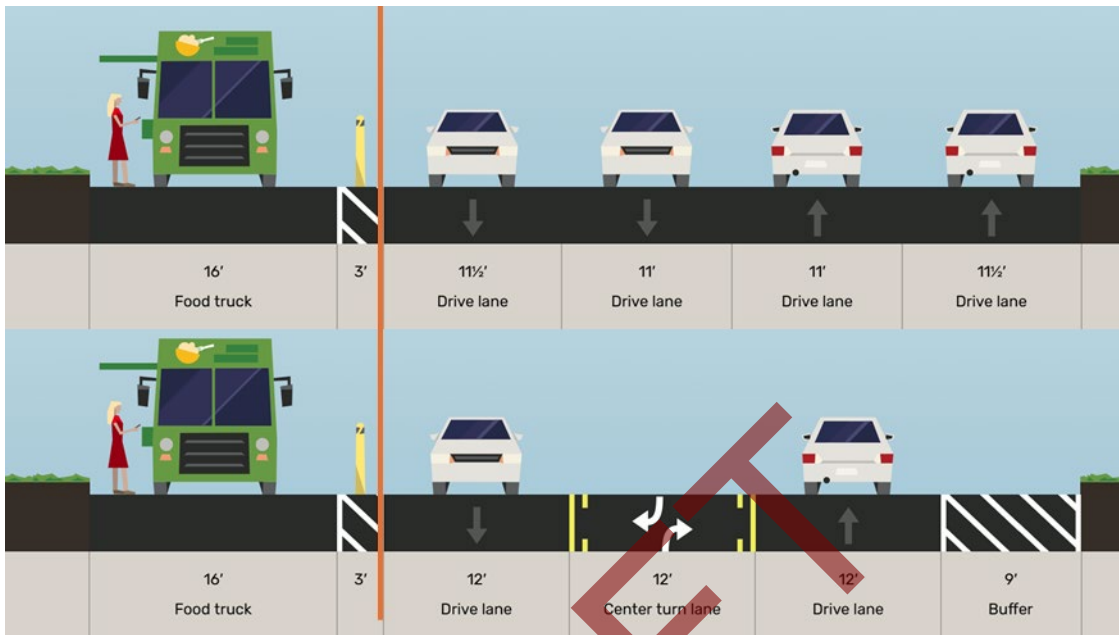 16' 3' 11½' 11' 11' 11½'
Food truck Drive lane Drive lane Drive lane Drive lane
16' 3' 12' 12' 12' 9'
Food truck Drive lane Center turn lane Drive lane Buffer
ET